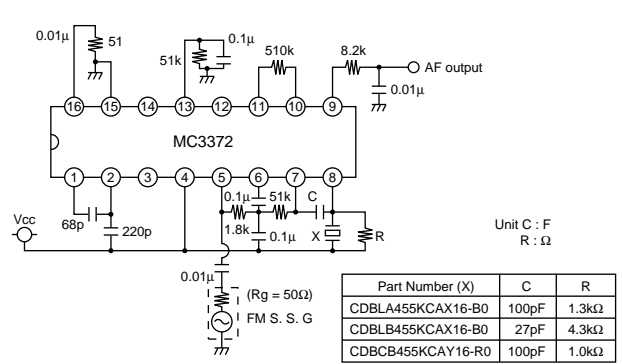 0.01µ
51
51k
0.1µ
510k
8.2k
AF output
0.01µ
16 15 14 13 12 11 10 9
MC3372
1 2 3 4 5 6 7 8
68p
220p
Vcc
0.1µ
51k
C
1.8k
0.1µ
X
R
0.01µ
(Rg = 50Ω)
FM S. S. G
Unit C : F
R : Ω
Part Number (X) C R
CDBLA455KCAX16-B0 100pF 1.3kΩ
CDBLB455KCAX16-B0 27pF 4.3kΩ
CDBCB455KCAY16-R0 100pF 1.0kΩ